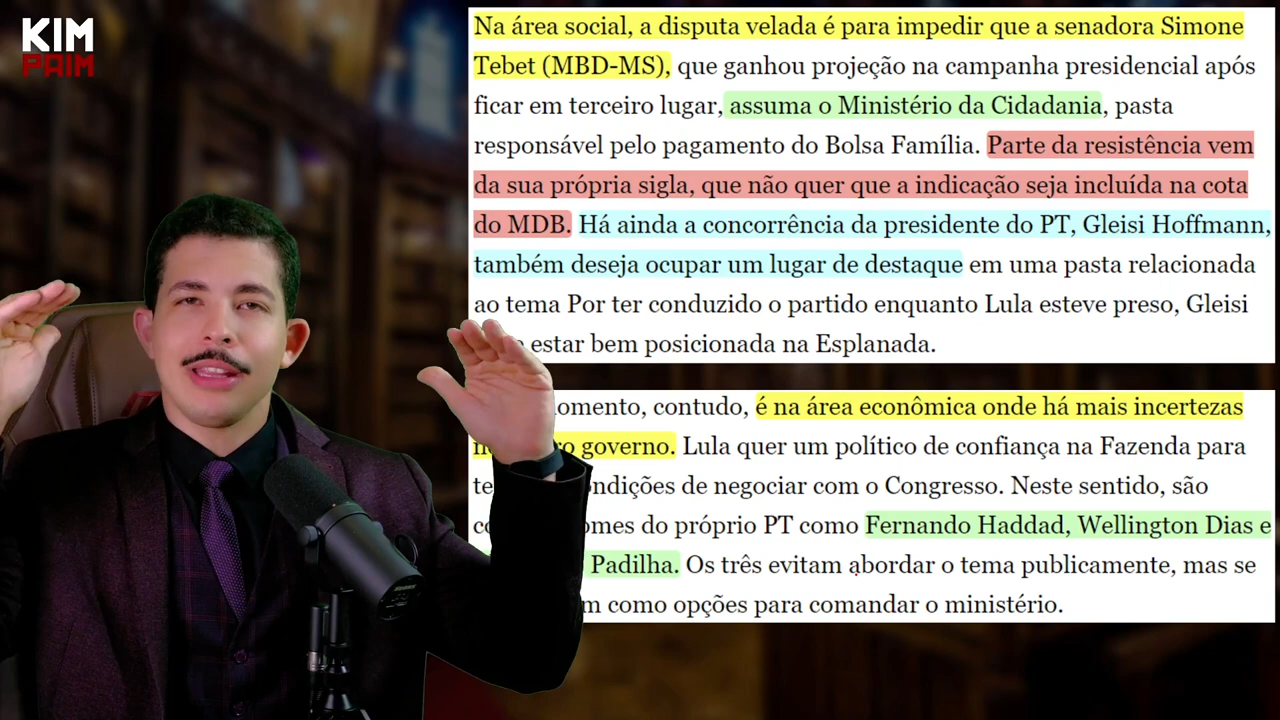 KIM
PAIM
Na área social, a disputa velada é para impedir que a senadora Simone
Tebet (MBD-MS), que ganhou projeção na campanha presidencial após
ficar em terceiro lugar, assuma o Ministério da Cidadania, pasta
responsável pelo pagamento do Bolsa Família. Parte da resistência vem
da sua própria sigla, que não quer que a indicação seja incluída na cota
do MDB. Há ainda a concorrência da presidente do PT, Gleisi Hoffmann,
também deseja ocupar um lugar de destaque em uma pasta relacionada
ao tema Por ter conduzido o partido enquanto Lula esteve preso, Gleisi
estar bem posicionada na Esplanada.
contudo, é na área econômica onde há mais incertezas
governo. Lula quer um político de confiança na Fazenda para
de negociar com o Congresso. Neste sentido, são
do próprio PT como Fernando Haddad, Wellington Dias e
Padilha. Os três evitam abordar o tema publicamente, mas se
como opções para comandar o ministério.